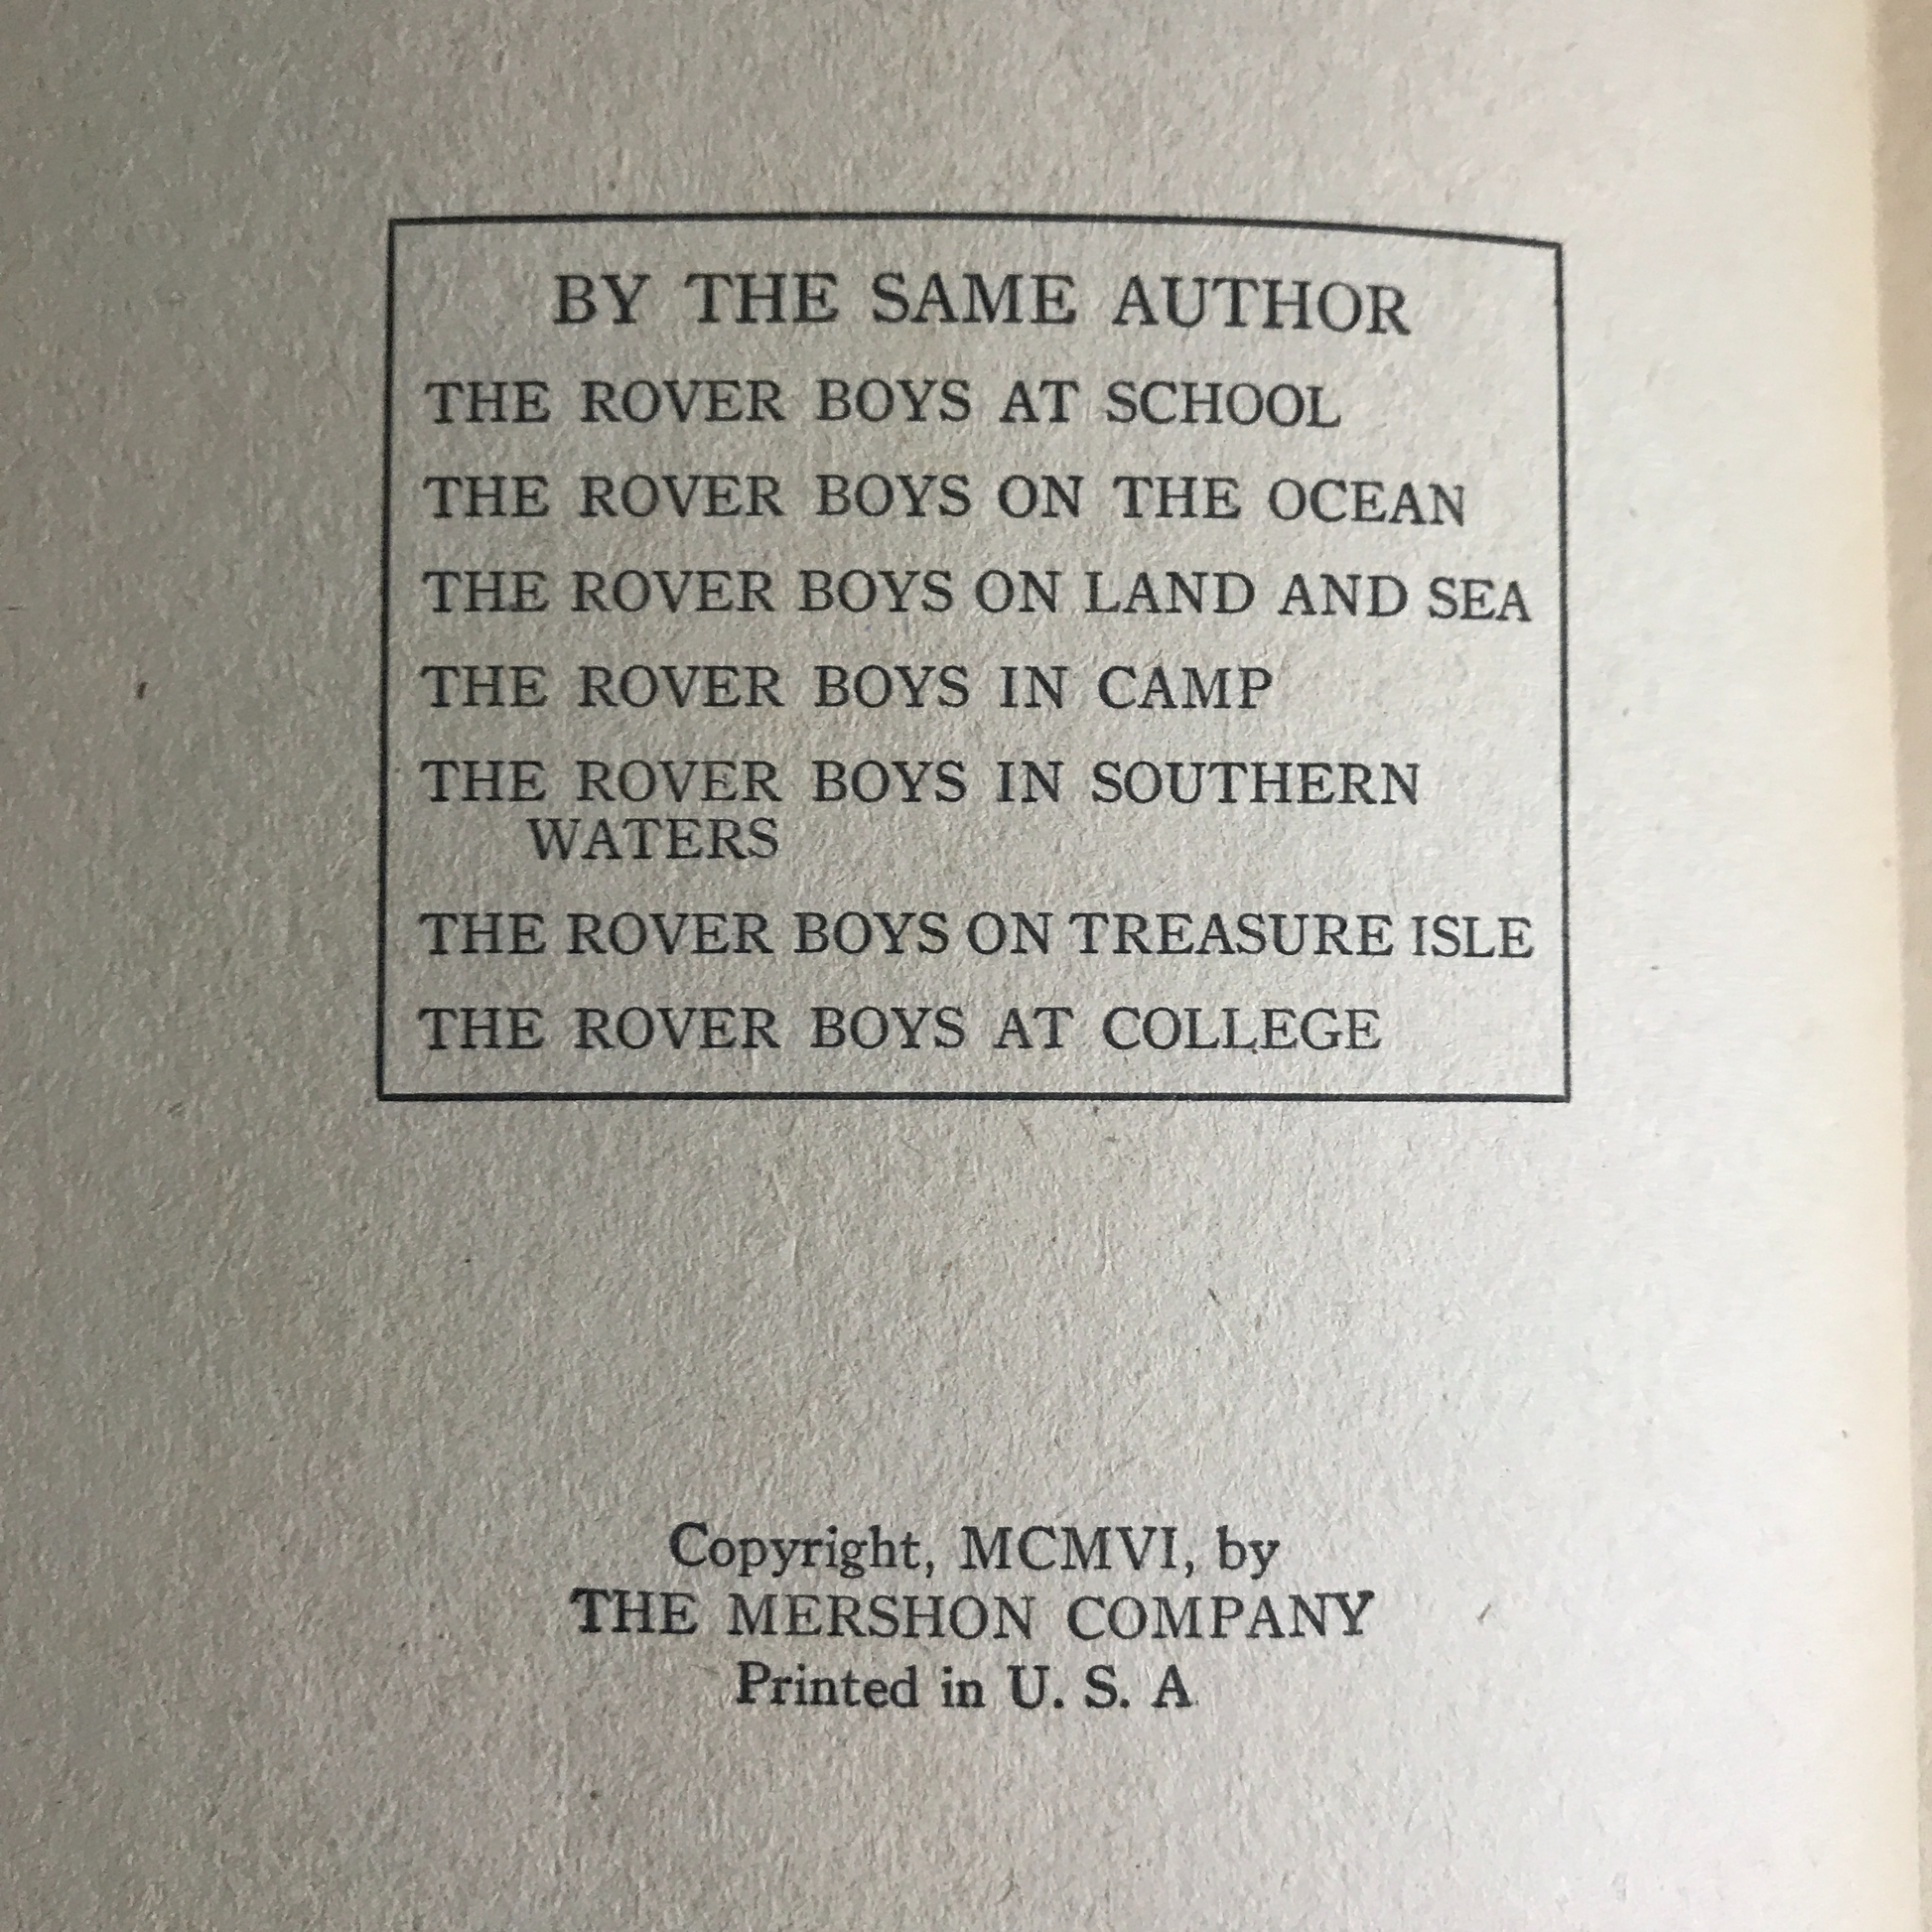 BY THE SAME AUTHOR
THE ROVER BOYS AT SCHOOL
THE ROVER BOYS ON THE OCEAN
THE ROVER BOYS ON LAND AND SEA
THE ROVER BOYS IN CAMP
THE ROVER BOYS IN SOUTHERN
WATERS
THE ROVER BOYS ON TREASURE ISLE
THE ROVER BOYS AT COLLEGE
Copyright, MCMVI, by
THE MERSHON COMPANY
Printed in U. S. A